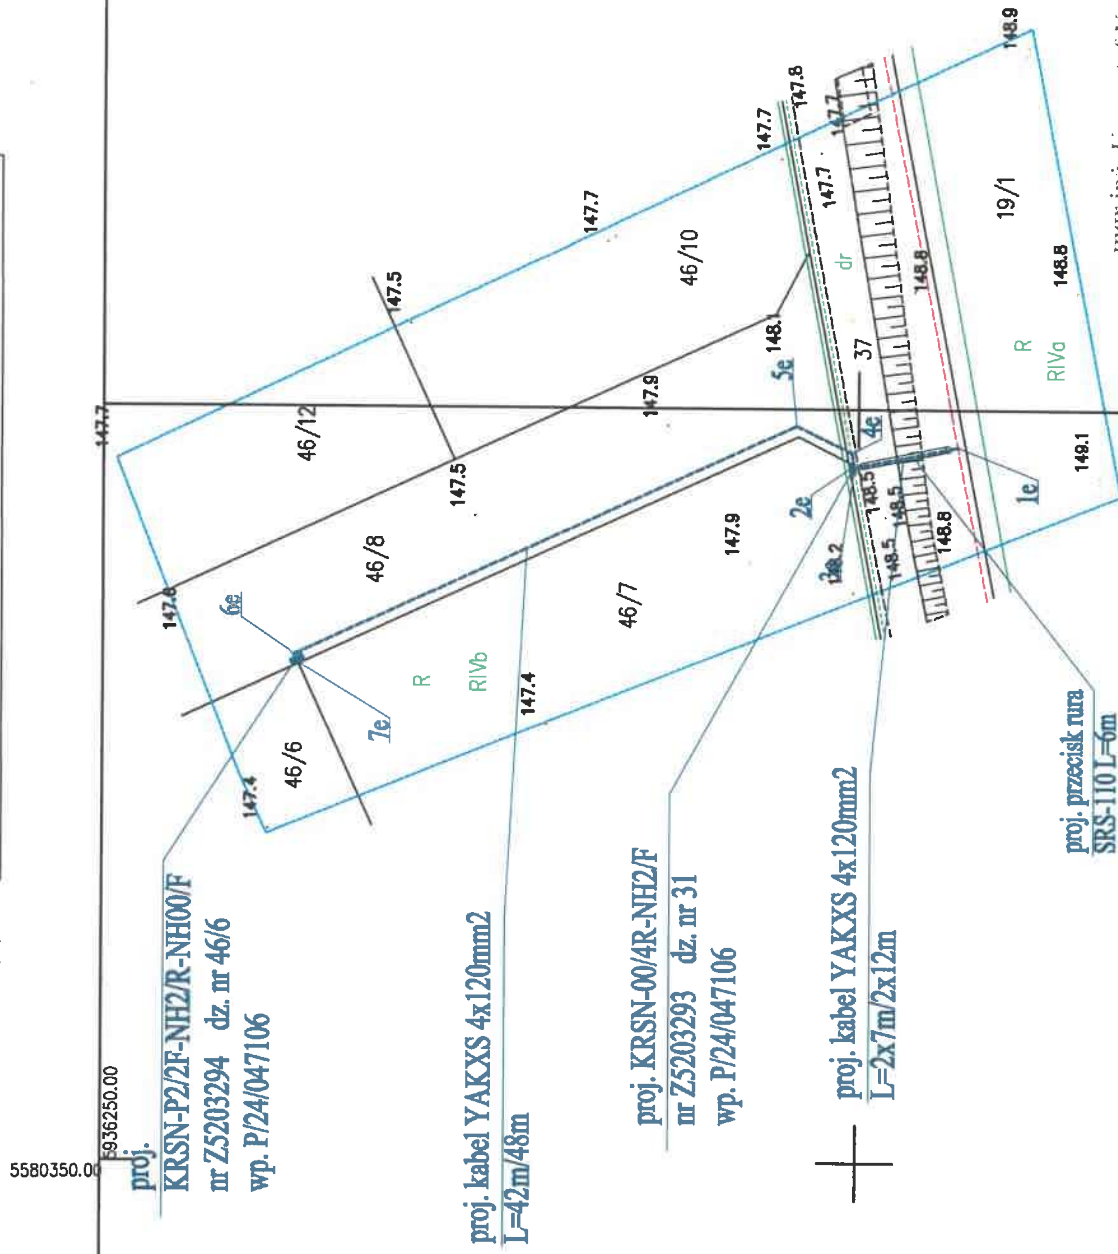 5580350.00
5936250.00
proj.
KRSN-P2/2F-NH2/R-NH00/F
nr Z5203294 dz. nr 46/6
wp. P/24/047106
proj. kabel YAKXS 4x120mm2
L=42m/48m
proj. KRSN-00/4R-NH2/F
nr Z5203293 dz. nr 31
wp. P/24/047106
proj. kabel YAKXS 4x120mm2
L=2x7m/2x12m
proj. przecisk rura
SRS-110 L=6m
147.7
46/12
147.5
147.7
46/10
147.7
147.8
148.9
147.6
6e
46/8
147.5
147.9
148.1
5e
147.7
147.7
dr
37
4e
2e
148.5
148.5
148.5
148.2
148.8
148.8
19/1
148.8
R
RIVa
149.1
1e
147.4
46/6
7e
R
RIVb
147.4
46/7
147.9